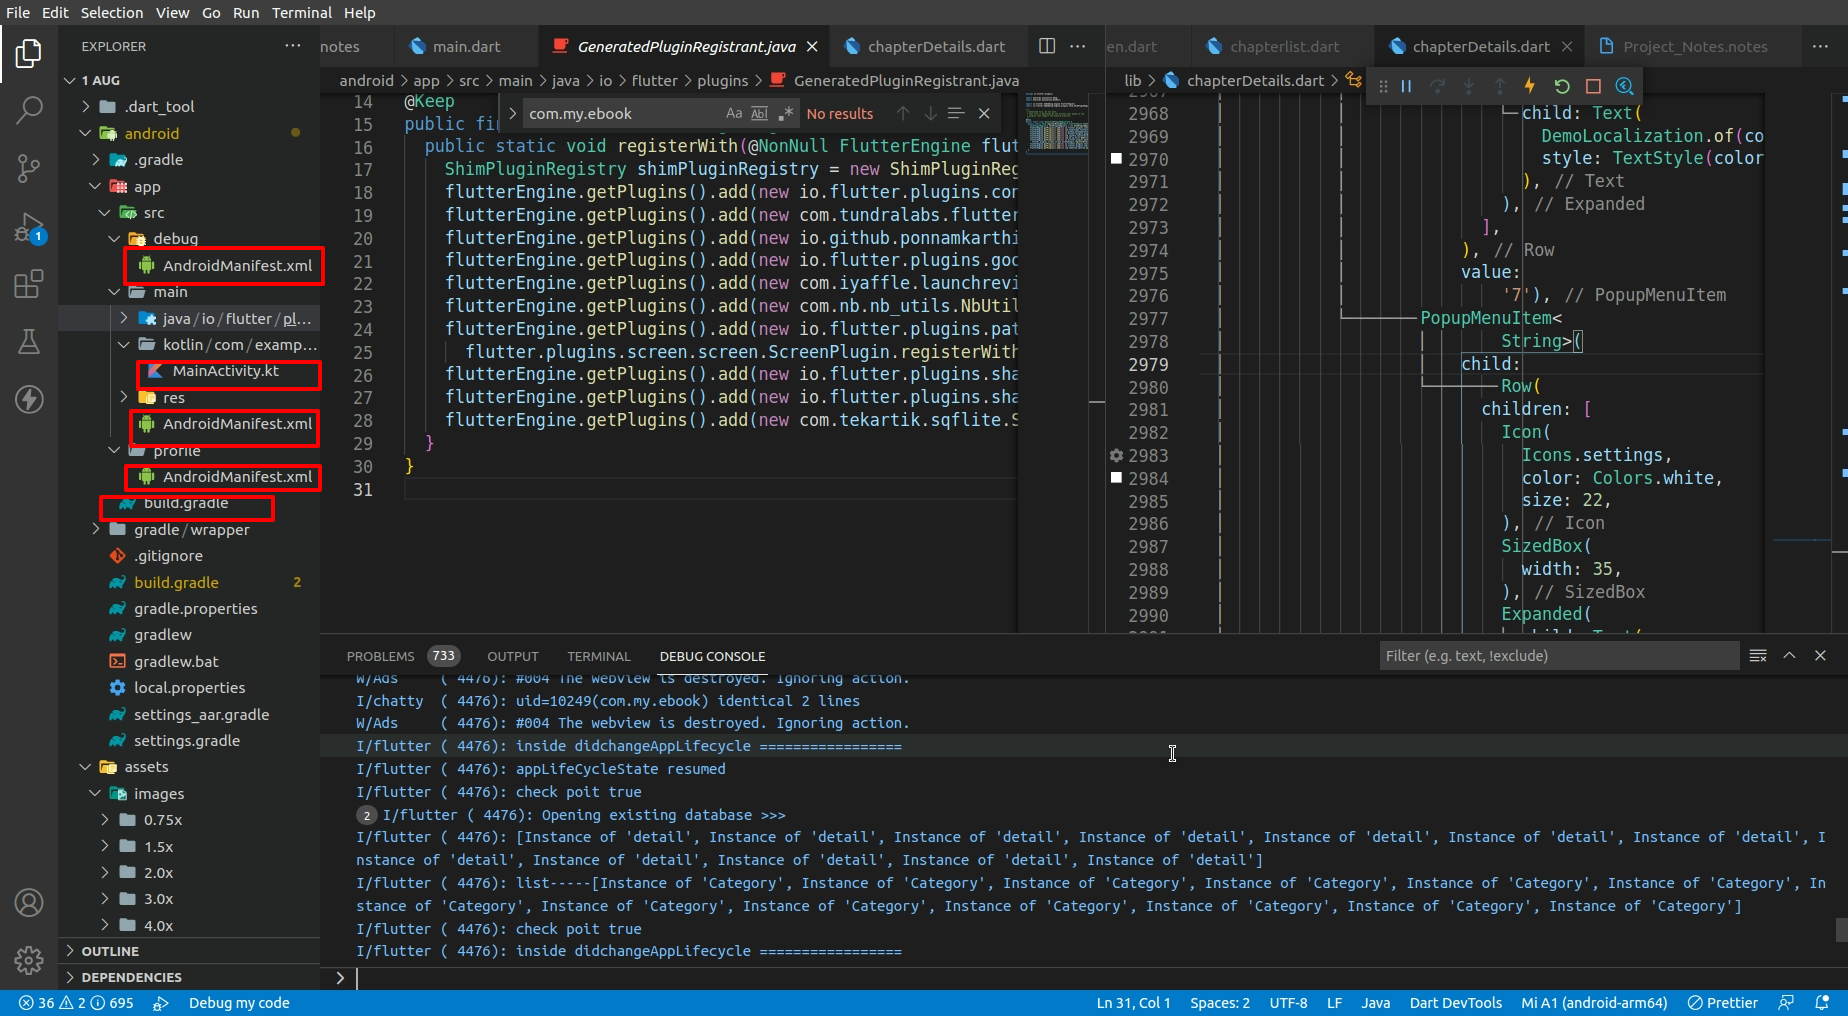 File Edit Selection View Go Run Terminal Help
EXPLORER
1 AUG
.dart_tool
android
.gradle
app
src
debug
AndroidManifest.xml
main
java/io/flutter/pl...
kotlin/com/examp...
MainActivity.kt
res
AndroidManifest.xml
profile
AndroidManifest.xml
build.gradle
gradle/wrapper
.gitignore
build.gradle 2
gradle.properties
gradlew
gradlew.bat
local.properties
settings_aar.gradle
settings.gradle
assets
images
0.75x
1.5x
2.0x
3.0x
4.0x
OUTLINE
DEPENDENCIES
1
notes main.dart GeneratedPluginRegistrant.java chapterDetails.dart
android > app > src > main > java > io > flutter > plugins > GeneratedPluginRegistrant.java
com.my.ebook Aa Abl .* No results
14 @Keep
15 public fi
16 public static void registerWith(@NonNull FlutterEngine flut
17 ShimPluginRegistry shimPluginRegistry = new ShimPluginReg
18 flutterEngine.getPlugins().add(new io.flutter.plugins.con
19 flutterEngine.getPlugins().add(new com.tundralabs.flutter
20 flutterEngine.getPlugins().add(new io.github.ponnamkarthi
21 flutterEngine.getPlugins().add(new io.flutter.plugins.goo
22 flutterEngine.getPlugins().add(new com.iyaffle.launchrevi
23 flutterEngine.getPlugins().add(new com.nb.nb_utils.NbUtil
24 flutterEngine.getPlugins().add(new io.flutter.plugins.pat
25 flutter.plugins.screen.screen.ScreenPlugin.registerWith
26 flutterEngine.getPlugins().add(new io.flutter.plugins.sha
27 flutterEngine.getPlugins().add(new io.flutter.plugins.sha
28 flutterEngine.getPlugins().add(new com.tekartik.sqflite.S
29 }
30 }
31
en.dart chapterlist.dart chapterDetails.dart Project_Notes.notes
lib > chapterDetails.dart >
2968 child: Text(
2969 DemoLocalization.of(co
2970 style: TextStyle(color
2971 ), // Text
2972 ), // Expanded
2973 ],
2974 ), // Row
2975 value:
2976 '7'), // PopupMenuItem
2977 PopupMenuItem<
2978 String>(
2979 child:
2980 Row(
2981 children: [
2982 Icon(
2983 Icons.settings,
2984 color: Colors.white,
2985 size: 22,
2986 ), // Icon
2987 SizedBox(
2988 width: 35,
2989 ), // SizedBox
2990 Expanded(
PROBLEMS 733 OUTPUT TERMINAL DEBUG CONSOLE Filter (e.g. text, !exclude)
W/Ads ( 4476): #004 The webview is destroyed. Ignoring action.
I/chatty ( 4476): uid=10249(com.my.ebook) identical 2 lines
W/Ads ( 4476): #004 The webview is destroyed. Ignoring action.
I/flutter ( 4476): inside didchangeAppLifecycle =================
I/flutter ( 4476): appLifeCycleState resumed
I/flutter ( 4476): check poit true
2 I/flutter ( 4476): Opening existing database >>>
I/flutter ( 4476): [Instance of 'detail', Instance of 'detail', Instance of 'detail', Instance of 'detail', Instance of 'detail', Instance of 'detail', Instance of 'detail', I
nstance of 'detail', Instance of 'detail', Instance of 'detail', Instance of 'detail', Instance of 'detail']
I/flutter ( 4476): list-----[Instance of 'Category', Instance of 'Category', Instance of 'Category', Instance of 'Category', Instance of 'Category', Instance of 'Category', In
stance of 'Category', Instance of 'Category', Instance of 'Category', Instance of 'Category', Instance of 'Category', Instance of 'Category', Instance of 'Category']
I/flutter ( 4476): check poit true
I/flutter ( 4476): inside didchangeAppLifecycle =================
>
36 2 695 Debug my code Ln 31, Col 1 Spaces: 2 UTF-8 LF Java Dart DevTools Mi A1 (android-arm64) Prettier